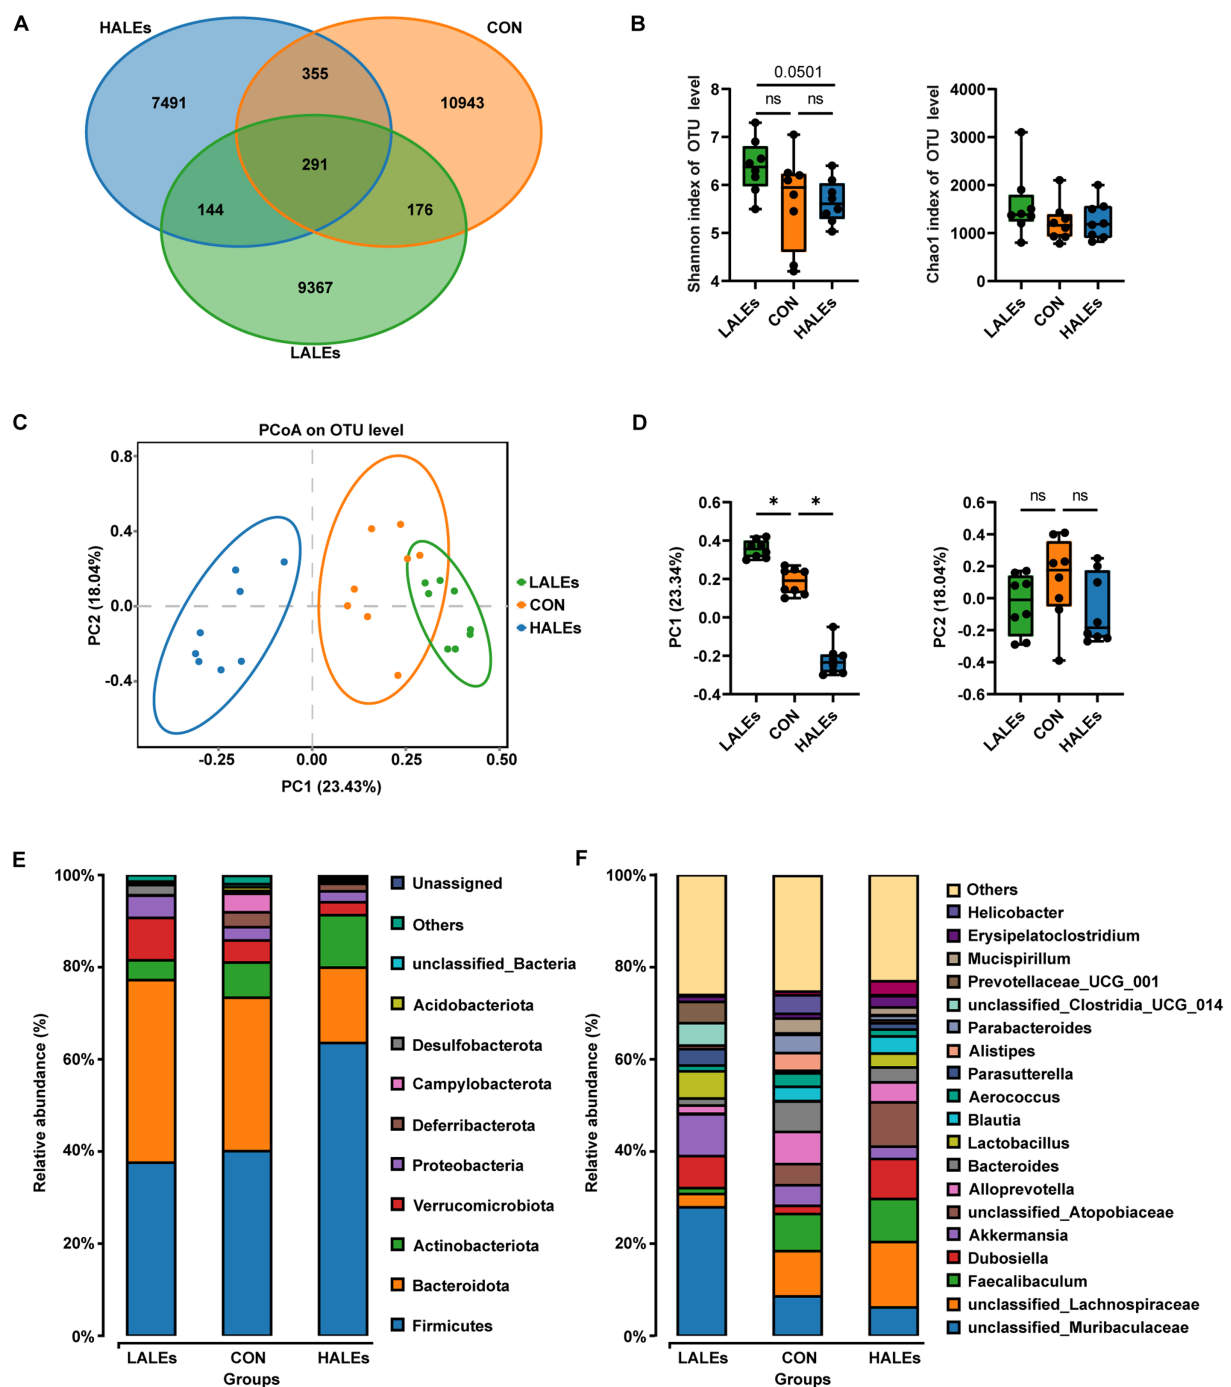 A
HALEs
CON
355
7491
10943
291
144
176
9367
LALEs
B
Shannon index of OTU level
8
7
6
5
4
0.0501
ns
ns
LALEs
CON
HALEs
Chao1 index of OTU level
4000
3000
2000
1000
0
LALEs
CON
HALEs
C
PCoA on OTU level
PC2 (18.04%)
0.8
0.4
0.0
-0.4
-0.25
0.00
0.25
0.50
PC1 (23.43%)
LALEs
CON
HALEs
D
PC1 (23.34%)
0.6
0.4
0.2
0.0
-0.2
-0.4
*
*
LALEs
CON
HALEs
PC2 (18.04%)
0.6
0.4
0.2
0.0
-0.2
-0.4
-0.6
ns
ns
LALEs
CON
HALEs
E
Relative abundance (%)
100%
80%
60%
40%
20%
0%
LALEs
CON
HALEs
Groups
Unassigned
Others
unclassified_Bacteria
Acidobacteriota
Desulfobacterota
Campylobacterota
Deferribacterota
Proteobacteria
Verrucomicrobiota
Actinobacteriota
Bacteroidota
Firmicutes
F
Relative abundance (%)
100%
80%
60%
40%
20%
0%
LALEs
CON
HALEs
Groups
Others
Helicobacter
Erysipelatoclostridium
Mucispirillum
Prevotellaceae_UCG_001
unclassified_Clostridia_UCG_014
Parabacteroides
Alistipes
Parasutterella
Aerococcus
Blautia
Lactobacillus
Bacteroides
Alloprevotella
unclassified_Atopobiaceae
Akkermansia
Dubosiella
Faecalibaculum
unclassified_Lachnospiraceae
unclassified_Muribaculaceae